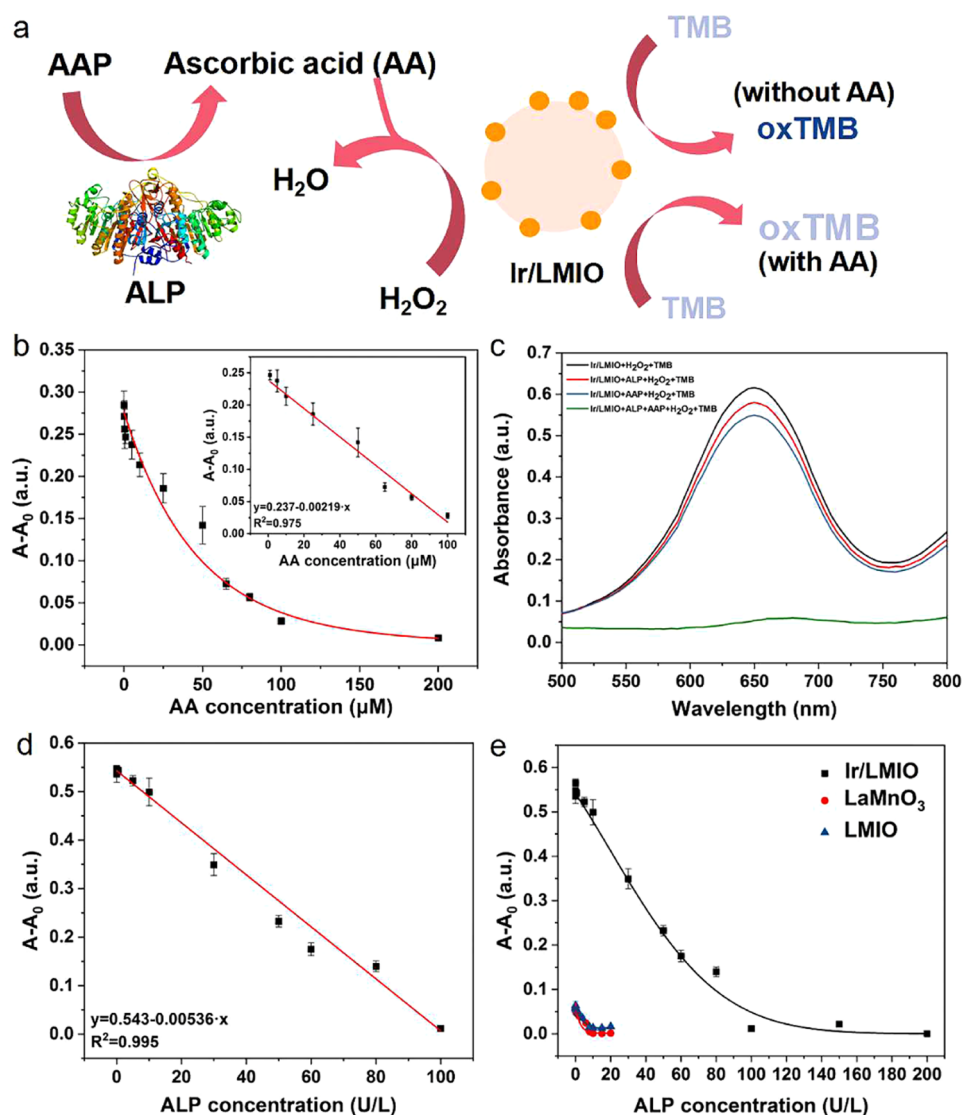 a
AAP
Ascorbic acid (AA)
TMB
(without AA)
oxTMB
H₂O
oxTMB
(with AA)
Ir/LMIO
ALP
H₂O₂
TMB
b
0.35
0.30
0.25
0.20
0.15
0.10
0.05
0.00
A-A₀ (a.u.)
0 50 100 150 200
AA concentration (µM)
0.25
0.20
0.15
0.10
0.05
0.00
A-A₀ (a.u.)
y=0.237-0.00219·x
R²=0.975
0 20 40 60 80 100
AA concentration (µM)
c
0.7
0.6
0.5
0.4
0.3
0.2
0.1
0.0
Absorbance (a.u.)
Ir/LMIO+H₂O₂+TMB
Ir/LMIO+ALP+H₂O₂+TMB
Ir/LMIO+AAP+H₂O₂+TMB
Ir/LMIO+ALP+AAP+H₂O₂+TMB
500 550 600 650 700 750 800
Wavelength (nm)
d
0.6
0.5
0.4
0.3
0.2
0.1
0.0
A-A₀ (a.u.)
y=0.543-0.00536·x
R²=0.995
0 20 40 60 80 100
ALP concentration (U/L)
e
0.6
0.5
0.4
0.3
0.2
0.1
0.0
A-A₀ (a.u.)
Ir/LMIO
LaMnO₃
LMIO
0 20 40 60 80 100 120 140 160 180 200
ALP concentration (U/L)